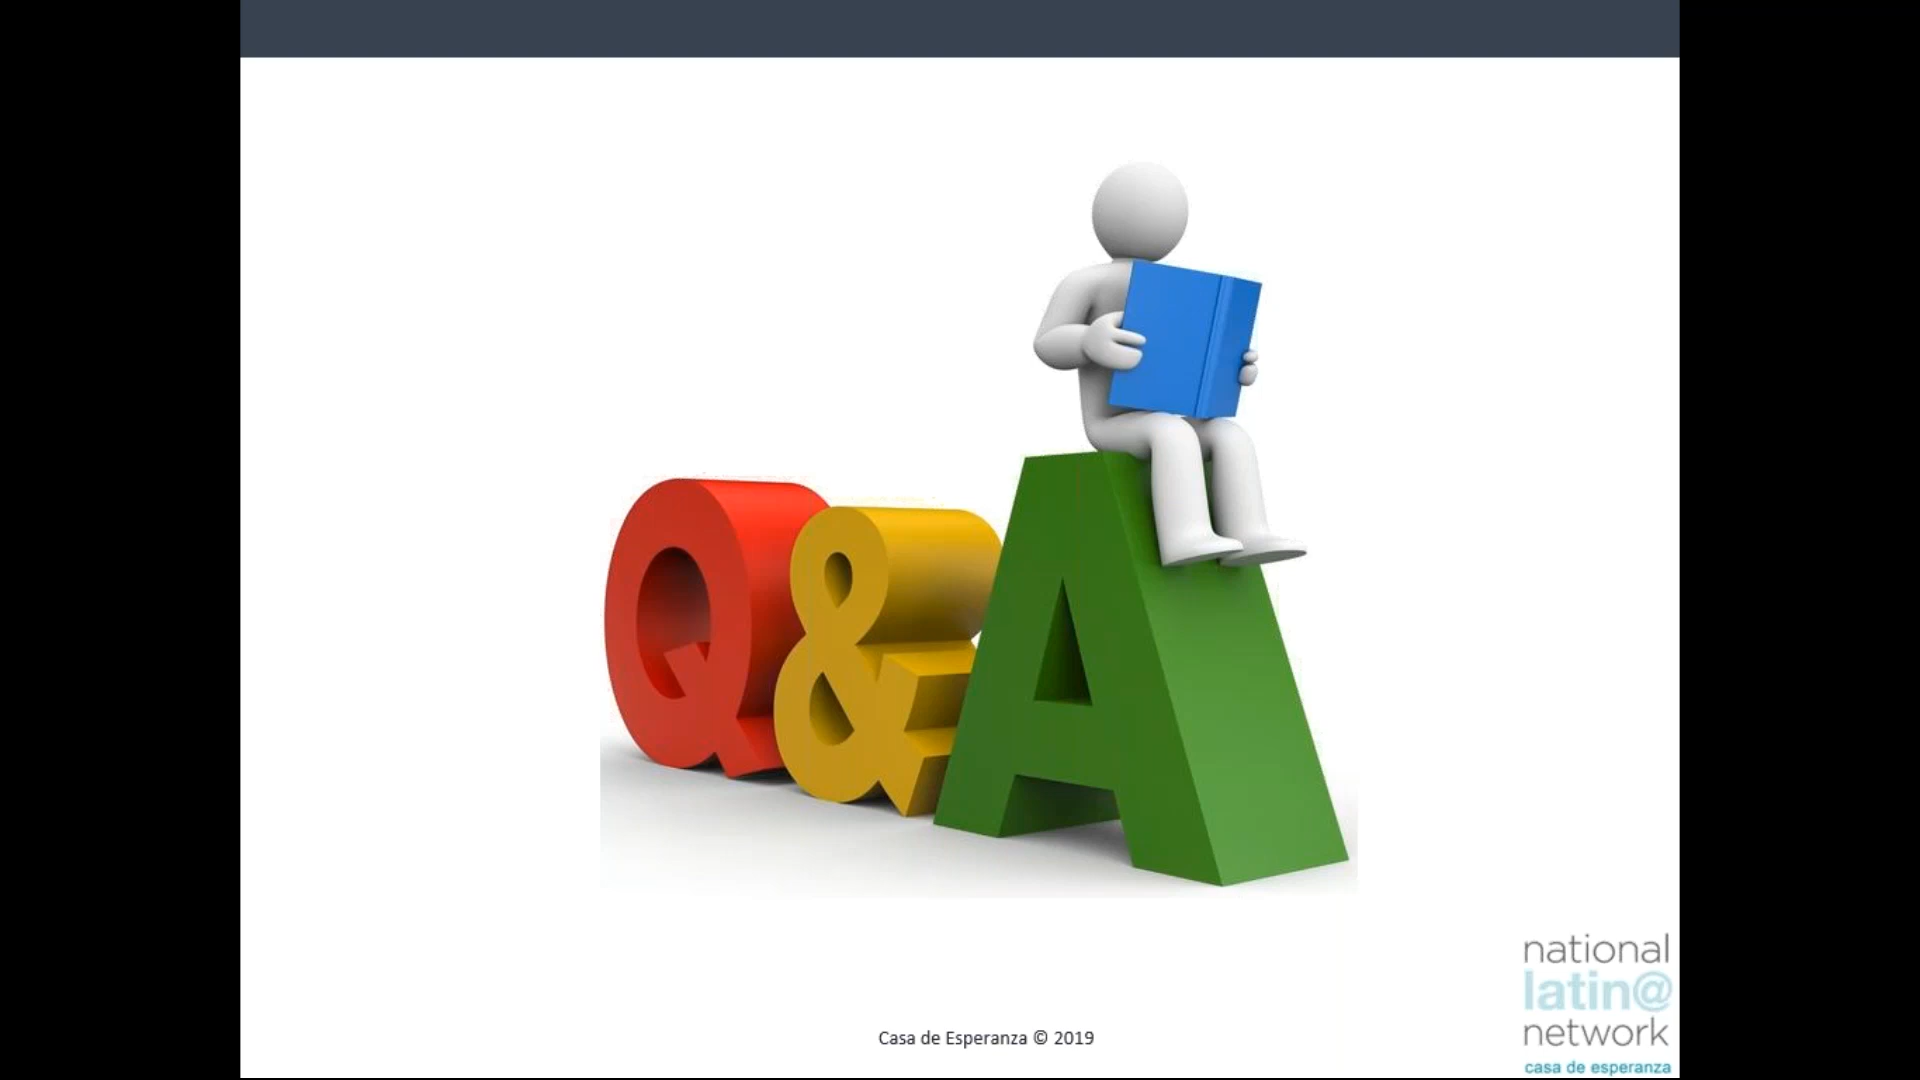 Q&A
Casa de Esperanza © 2019
national
latin@
network
casa de esperanza